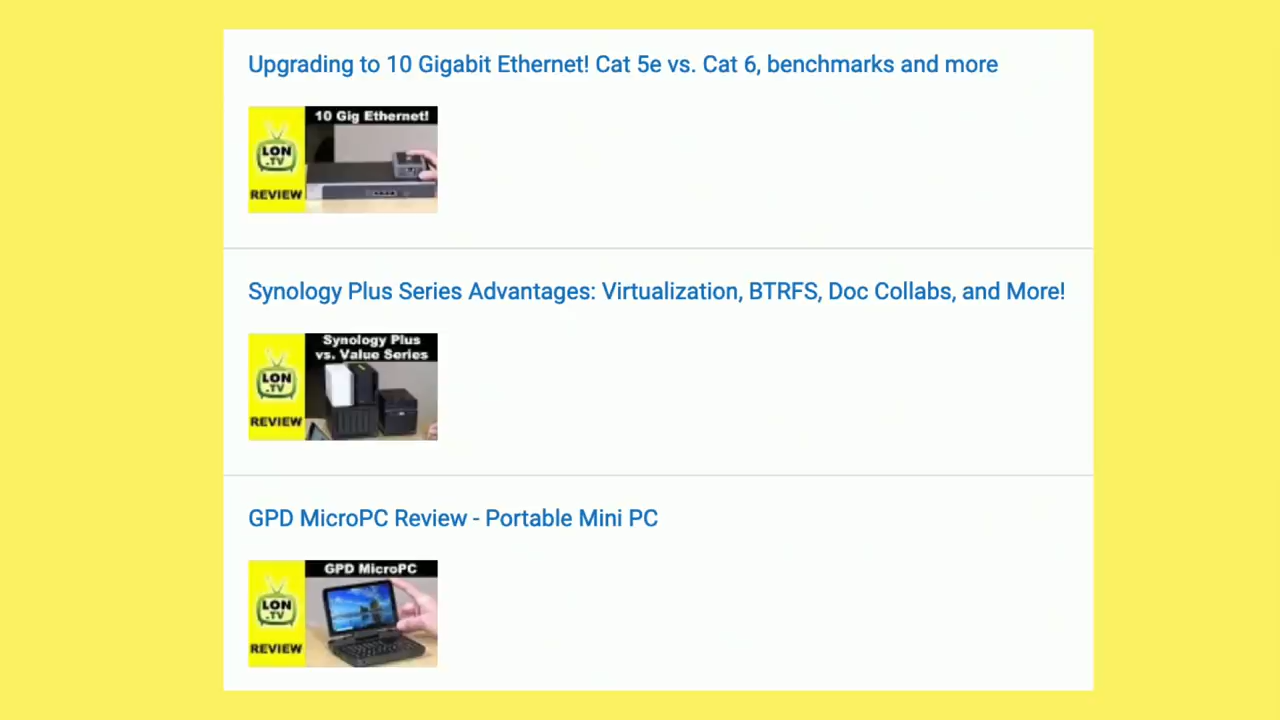 Upgrading to 10 Gigabit Ethernet! Cat 5e vs. Cat 6, benchmarks and more
10 Gig Ethernet!
LON
.TV
REVIEW
Synology Plus Series Advantages: Virtualization, BTRFS, Doc Collabs, and More!
Synology Plus
vs. Value Series
LON
.TV
REVIEW
GPD MicroPC Review - Portable Mini PC
GPD MicroPC
LON
.TV
REVIEW